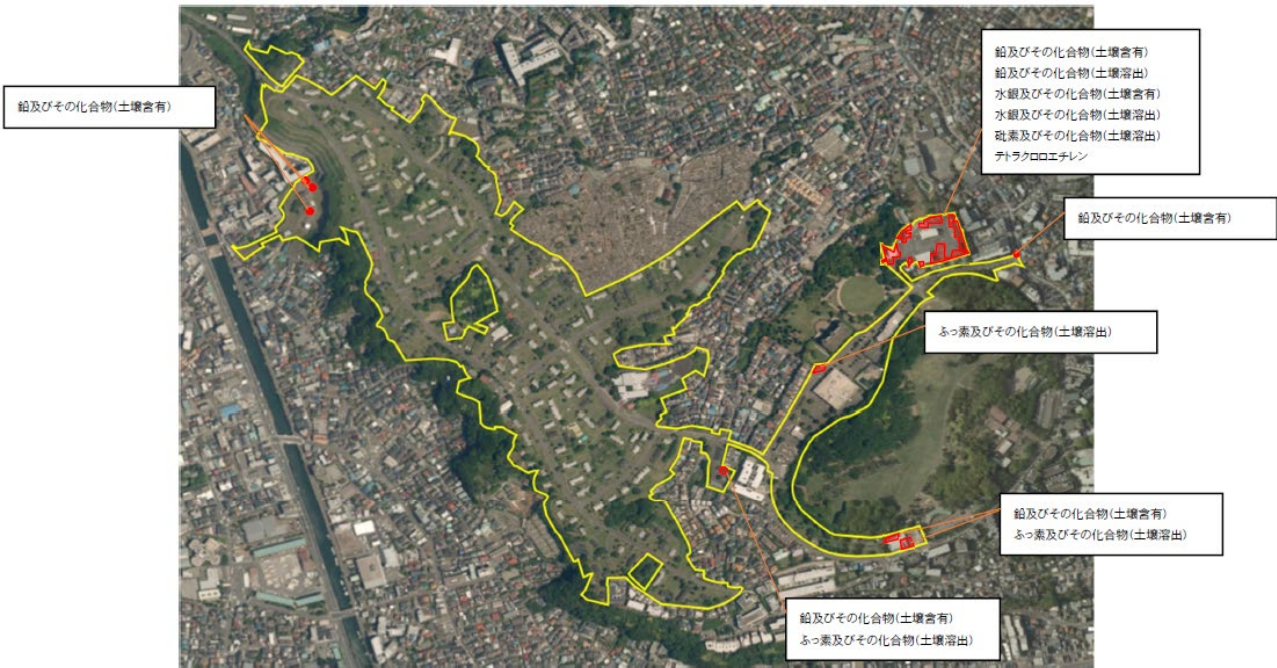 鉛及びその化合物(土壌含有)
鉛及びその化合物(土壌含有)
鉛及びその化合物(土壌溶出)
水銀及びその化合物(土壌含有)
水銀及びその化合物(土壌溶出)
砒素及びその化合物(土壌溶出)
テトラクロロエチレン
鉛及びその化合物(土壌含有)
ふっ素及びその化合物(土壌溶出)
鉛及びその化合物(土壌含有)
ふっ素及びその化合物(土壌溶出)
鉛及びその化合物(土壌含有)
ふっ素及びその化合物(土壌溶出)